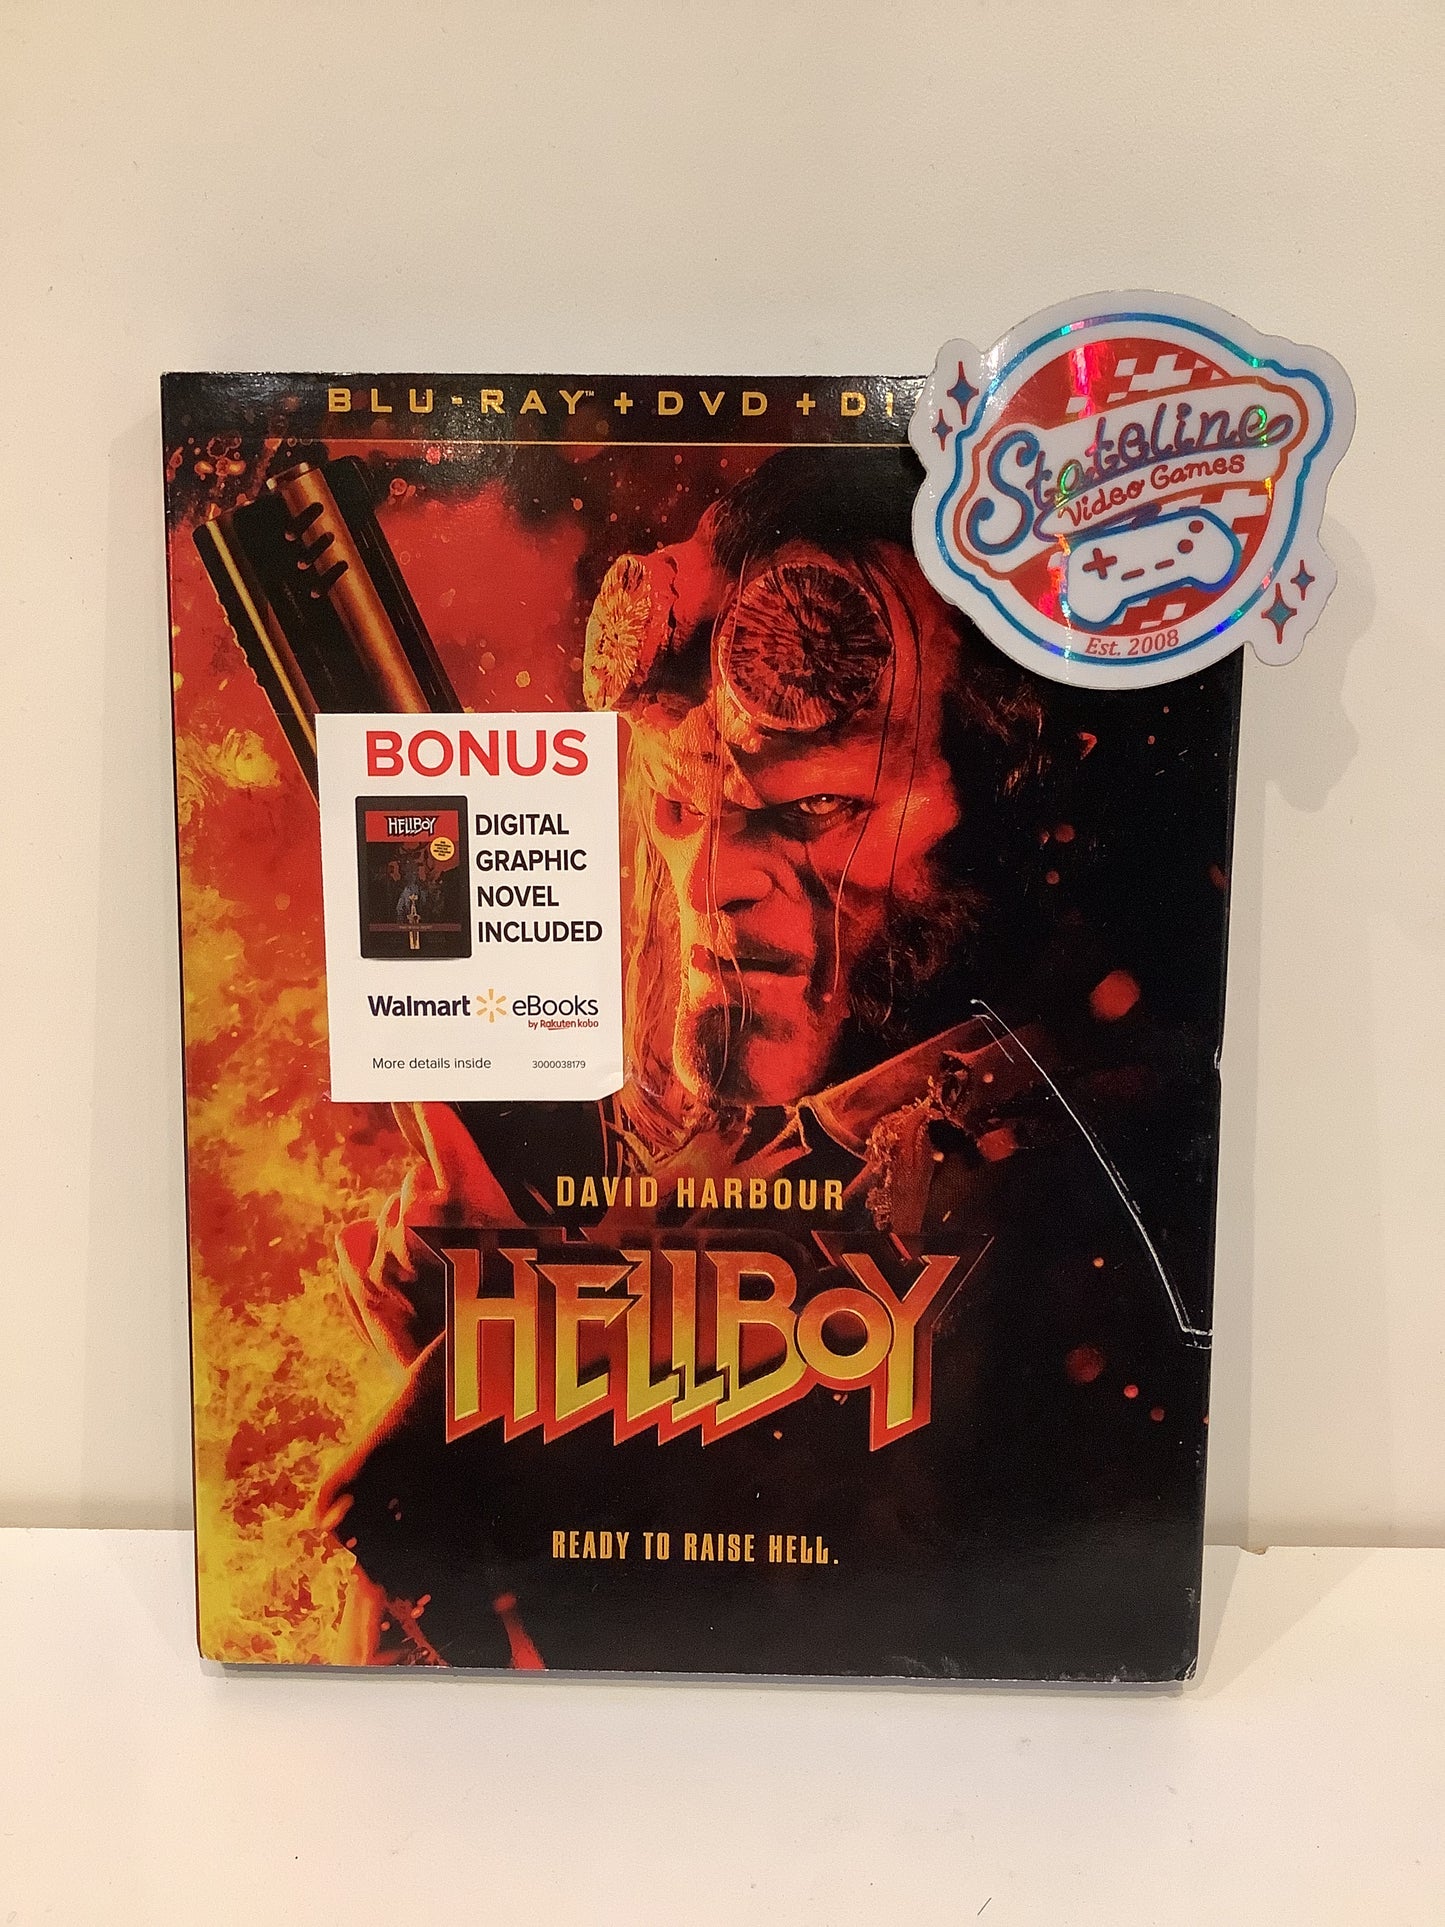 BLU-RAY™ + DVD + DI
Stateline
Video Games
Est. 2008
BONUS
HELLBOY
DIGITAL
GRAPHIC
NOVEL
INCLUDED
Walmart eBooks
by Rakuten kobo
More details inside 3000038179
DAVID HARBOUR
HELLBOY
READY TO RAISE HELL.